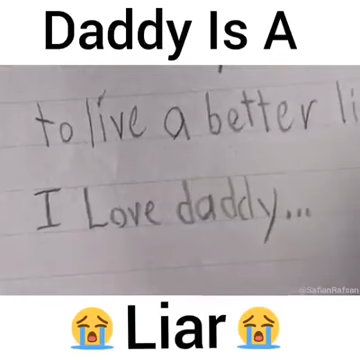 Daddy Is A
to live a better li
I Love daddy...
@SafianRafean
😭Liar😭